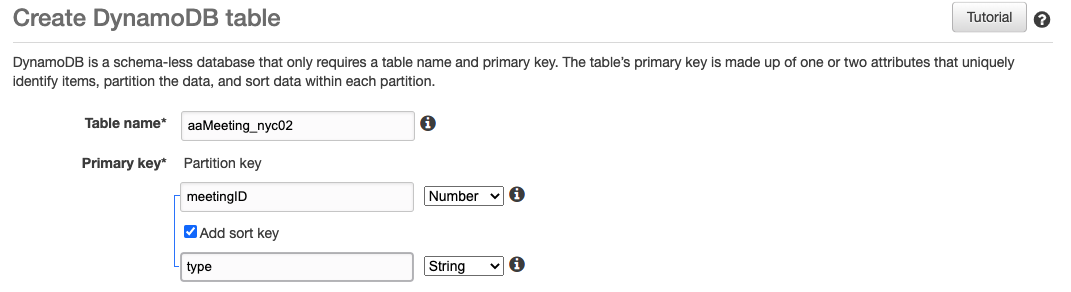 Create DynamoDB table
Tutorial
DynamoDB is a schema-less database that only requires a table name and primary key. The table's primary key is made up of one or two attributes that uniquely
identify items, partition the data, and sort data within each partition.
Table name* aaMeeting_nyc02
Primary key* Partition key
meetingID Number
Add sort key
type String